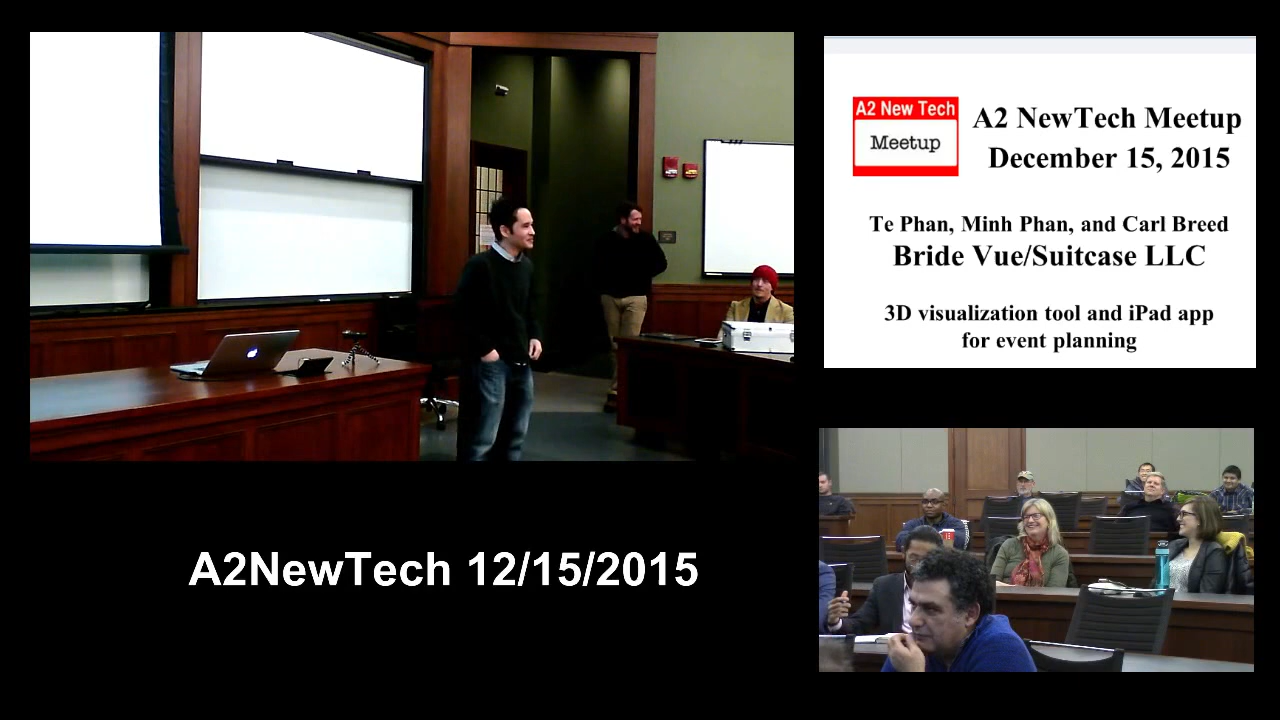 A2 New Tech
Meetup
A2 NewTech Meetup
December 15, 2015
Te Phan, Minh Phan, and Carl Breed
Bride Vue/Suitcase LLC
3D visualization tool and iPad app
for event planning
A2NewTech 12/15/2015